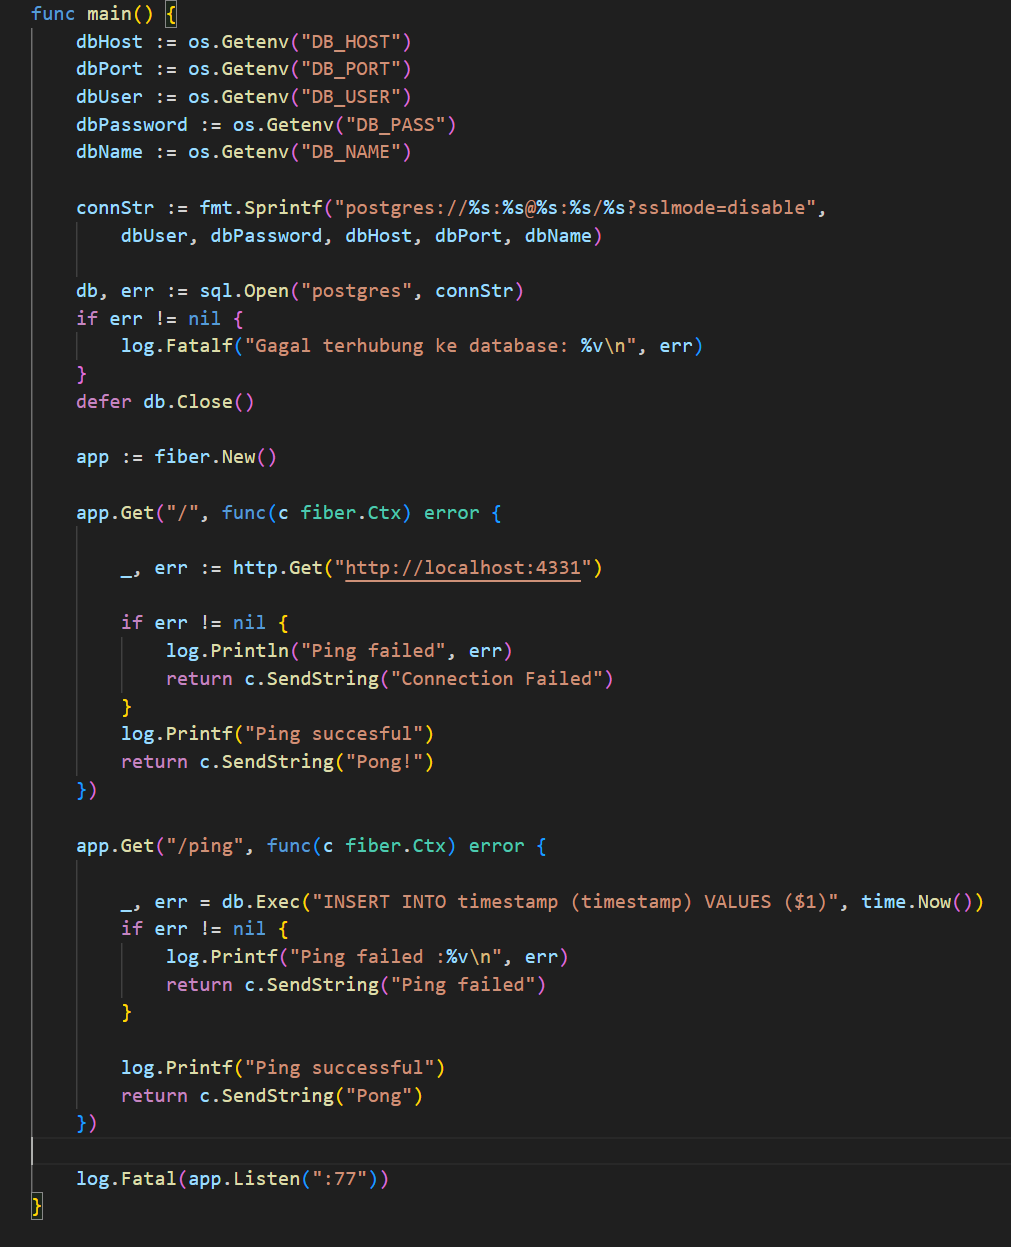 func main() {
    dbHost := os.Getenv("DB_HOST")
    dbPort := os.Getenv("DB_PORT")
    dbUser := os.Getenv("DB_USER")
    dbPassword := os.Getenv("DB_PASS")
    dbName := os.Getenv("DB_NAME")

    connStr := fmt.Sprintf("postgres://%s:%s@%s:%s/%s?sslmode=disable",
        dbUser, dbPassword, dbHost, dbPort, dbName)

    db, err := sql.Open("postgres", connStr)
    if err != nil {
        log.Fatalf("Gagal terhubung ke database: %v\n", err)
    }
    defer db.Close()

    app := fiber.New()

    app.Get("/", func(c fiber.Ctx) error {

        _, err := http.Get("http://localhost:4331")

        if err != nil {
            log.Println("Ping failed", err)
            return c.SendString("Connection Failed")
        }
        log.Printf("Ping succesful")
        return c.SendString("Pong!")
    })

    app.Get("/ping", func(c fiber.Ctx) error {

        _, err = db.Exec("INSERT INTO timestamp (timestamp) VALUES ($1)", time.Now())
        if err != nil {
            log.Printf("Ping failed :%v\n", err)
            return c.SendString("Ping failed")
        }

        log.Printf("Ping successful")
        return c.SendString("Pong")
    })

    log.Fatal(app.Listen(":77"))
}